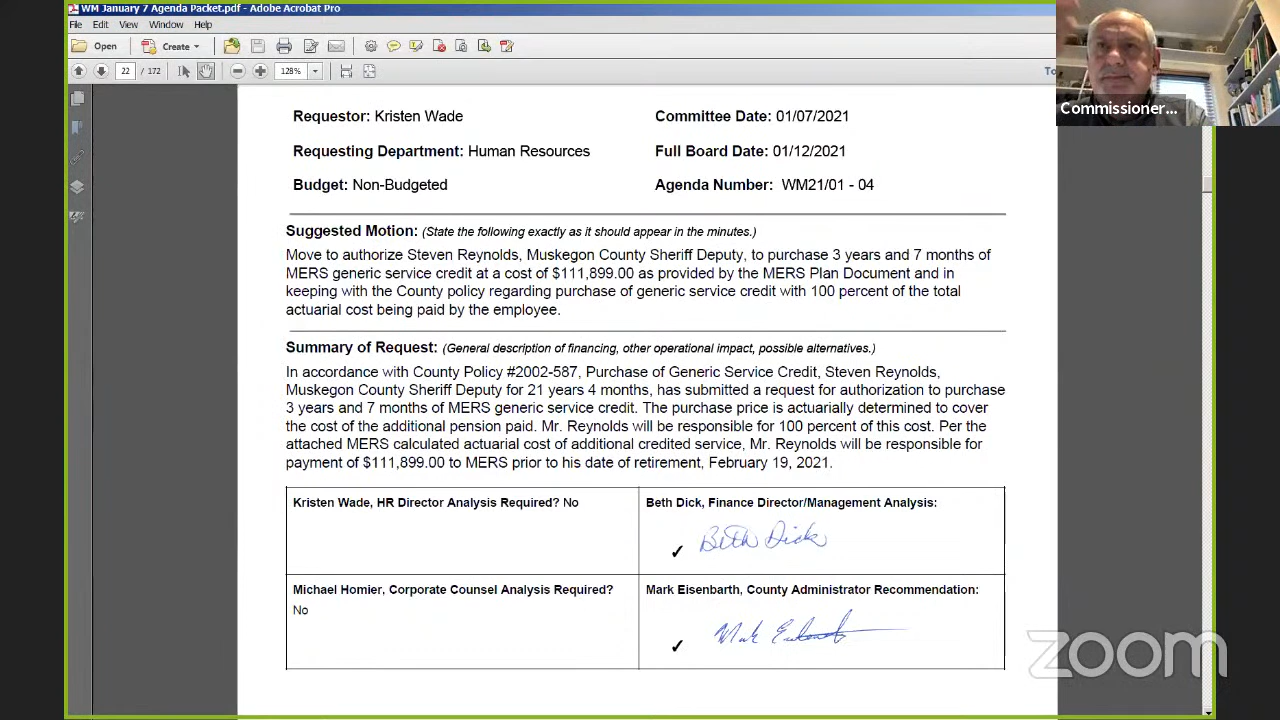 WM January 7 Agenda Packet.pdf - Adobe Acrobat Pro
File Edit View Window Help
Open Create
22 / 172 128% To
Commissioner...
Requestor: Kristen Wade Committee Date: 01/07/2021
Requesting Department: Human Resources Full Board Date: 01/12/2021
Budget: Non-Budgeted Agenda Number: WM21/01 - 04
Suggested Motion: (State the following exactly as it should appear in the minutes.)
Move to authorize Steven Reynolds, Muskegon County Sheriff Deputy, to purchase 3 years and 7 months of
MERS generic service credit at a cost of $111,899.00 as provided by the MERS Plan Document and in
keeping with the County policy regarding purchase of generic service credit with 100 percent of the total
actuarial cost being paid by the employee.
Summary of Request: (General description of financing, other operational impact, possible alternatives.)
In accordance with County Policy #2002-587, Purchase of Generic Service Credit, Steven Reynolds,
Muskegon County Sheriff Deputy for 21 years 4 months, has submitted a request for authorization to purchase
3 years and 7 months of MERS generic service credit. The purchase price is actuarially determined to cover
the cost of the additional pension paid. Mr. Reynolds will be responsible for 100 percent of this cost. Per the
attached MERS calculated actuarial cost of additional credited service, Mr. Reynolds will be responsible for
payment of $111,899.00 to MERS prior to his date of retirement, February 19, 2021.
Kristen Wade, HR Director Analysis Required? No
Beth Dick, Finance Director/Management Analysis:
✓ Beth Dick
Michael Homier, Corporate Counsel Analysis Required?
No
Mark Eisenbarth, County Administrator Recommendation:
✓ Mark Eisenbarth
zoom